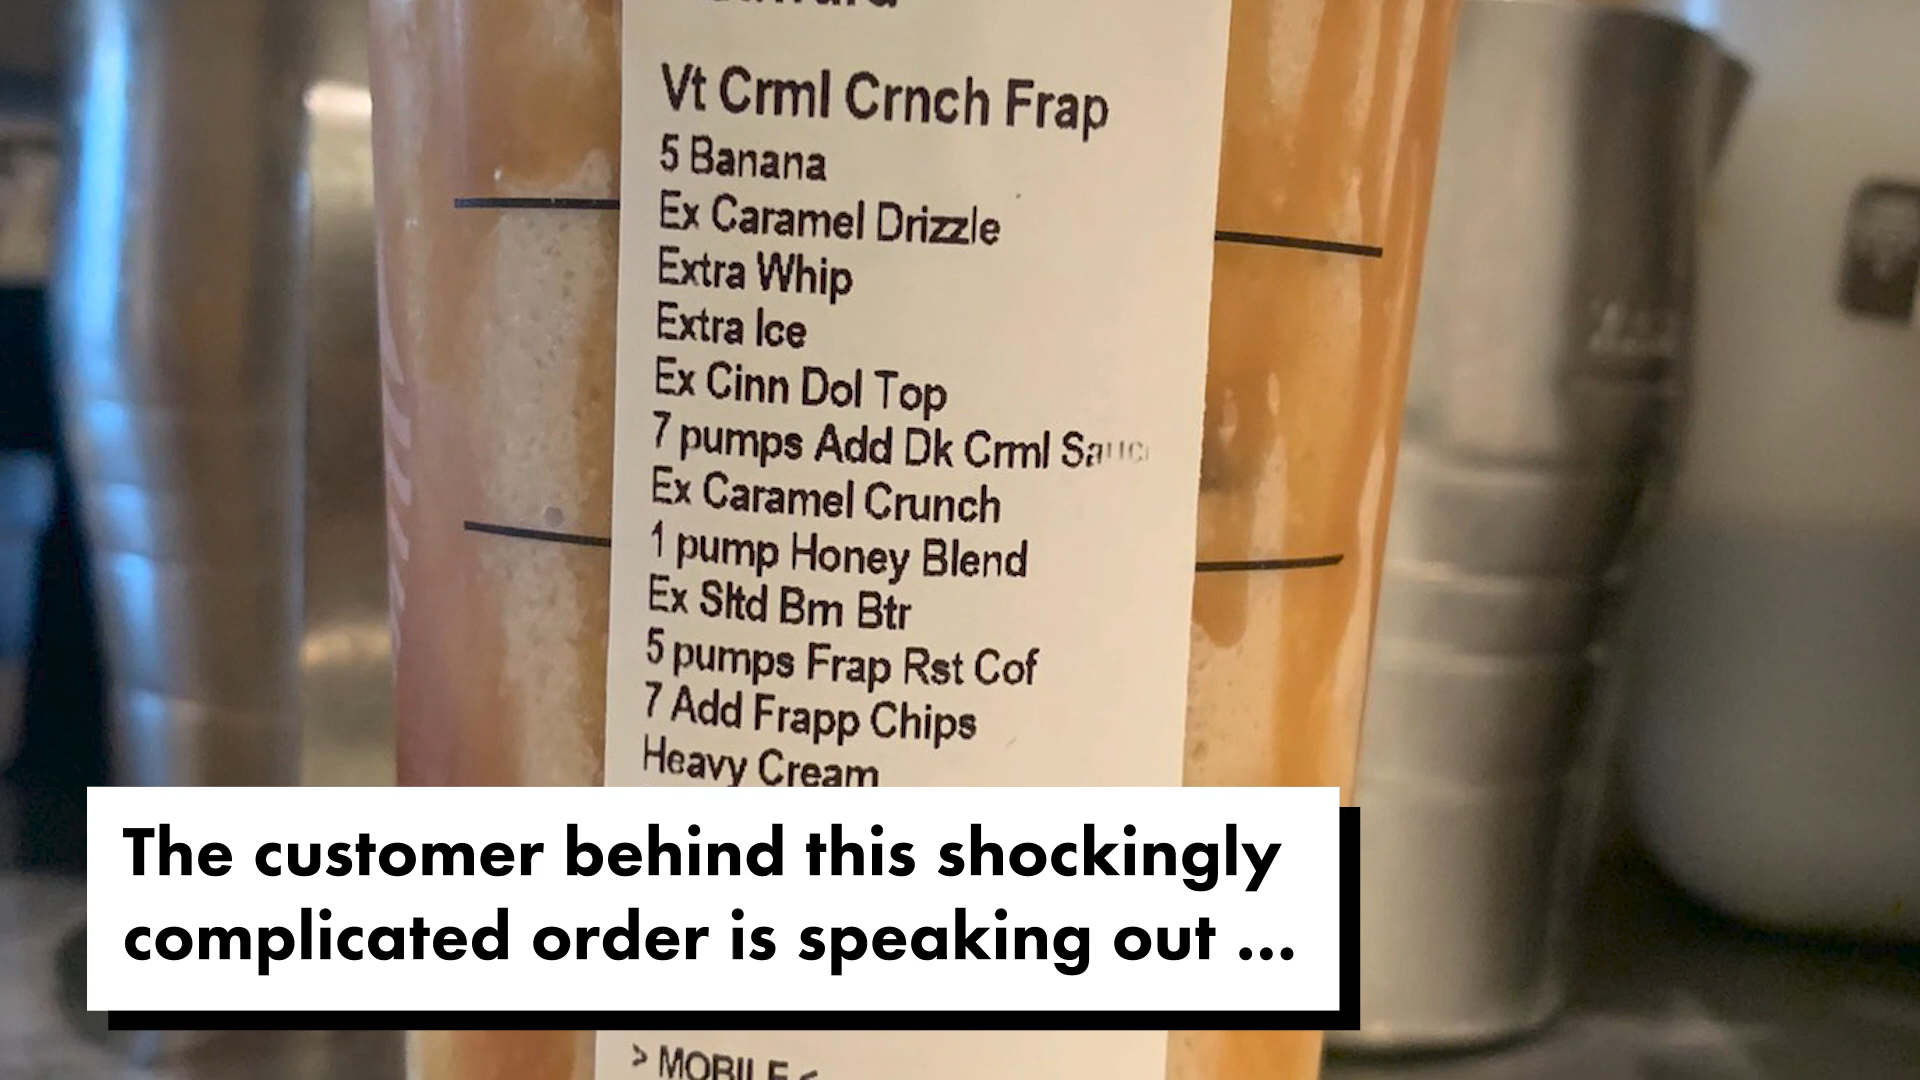 Vt Crml Crnch Frap
5 Banana
Ex Caramel Drizzle
Extra Whip
Extra Ice
Ex Cinn Dol Top
7 pumps Add Dk Crml Sauc
Ex Caramel Crunch
1 pump Honey Blend
Ex Sltd Brn Btr
5 pumps Frap Rst Cof
7 Add Frapp Chips
Heavy Cream
The customer behind this shockingly
complicated order is speaking out ...
> MOBILE <